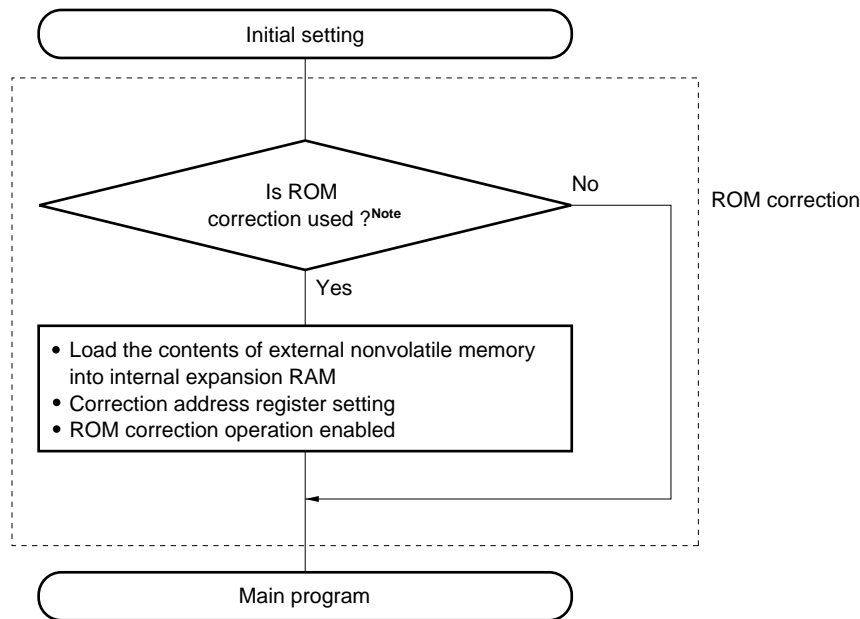 Initial setting
Is ROM
correction used ?Note
No
ROM correction
Yes
• Load the contents of external nonvolatile memory
into internal expansion RAM
• Correction address register setting
• ROM correction operation enabled
Main program